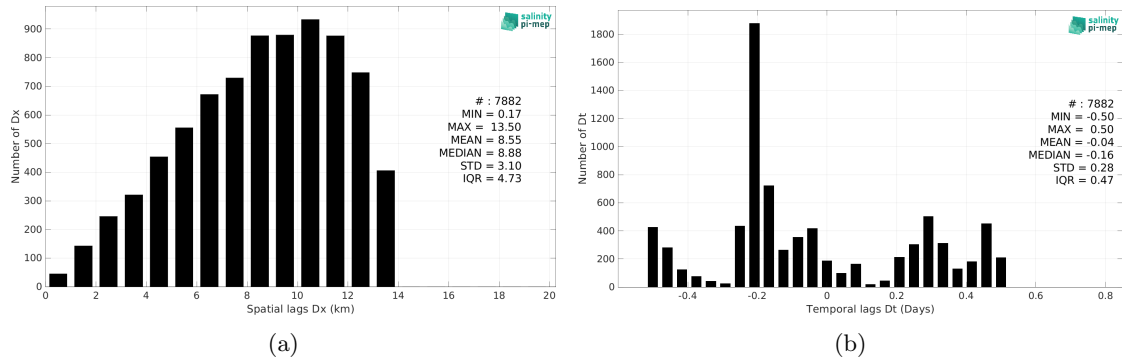 900
800
700
600
500
400
300
200
100
0
Number of Dx
0 2 4 6 8 10 12 14 16 18 20
Spatial lags Dx (km)
salinity
pi-mep
# : 7882
MIN = 0.17
MAX = 13.50
MEAN = 8.55
MEDIAN = 8.88
STD = 3.10
IQR = 4.73
(a)
1800
1600
1400
1200
1000
800
600
400
200
0
Number of Dt
-0.4 -0.2 0 0.2 0.4 0.6 0.8
Temporal lags Dt (Days)
salinity
pi-mep
# : 7882
MIN = -0.50
MAX = 0.50
MEAN = -0.04
MEDIAN = -0.16
STD = 0.28
IQR = 0.47
(b)